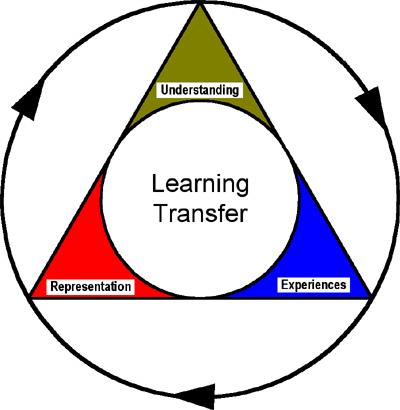 Understanding
Learning
Transfer
Representation
Experiences